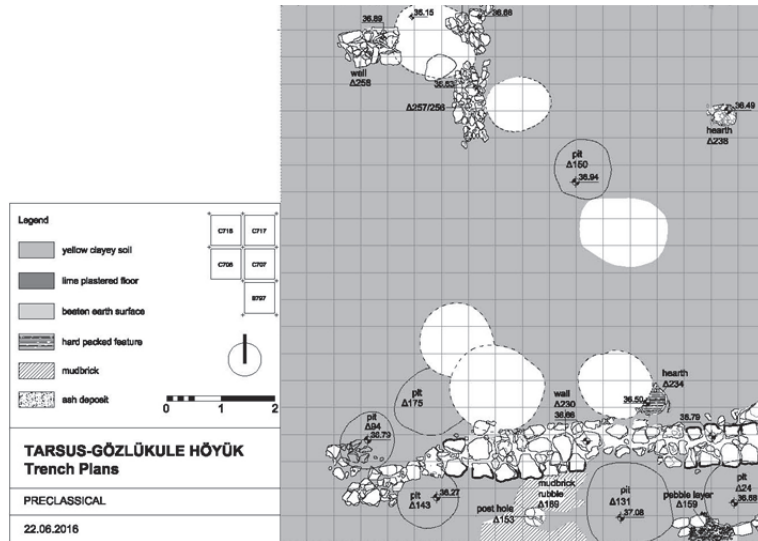 36.89
36.15
36.68
wall
Δ258
36.63
Δ257/256
36.49
hearth
Δ238
pit
Δ150
36.94
Legend
yellow clayey soil
lime plastered floor
beaten earth surface
hard packed feature
mudbrick
ash deposit
C718 C717
C708 C707
B797
0 1 2
TARSUS-GÖZLÜKULE HÖYÜK
Trench Plans
PRECLASSICAL
22.06.2016
pit
Δ175
wall
Δ230
36.68
hearth
Δ234
36.50
36.79
pit
Δ94
36.79
pit
Δ143
36.27
post hole
Δ153
mudbrick
rubble
Δ189
pit
Δ131
37.08
pebble layer
Δ159
pit
Δ24
36.88